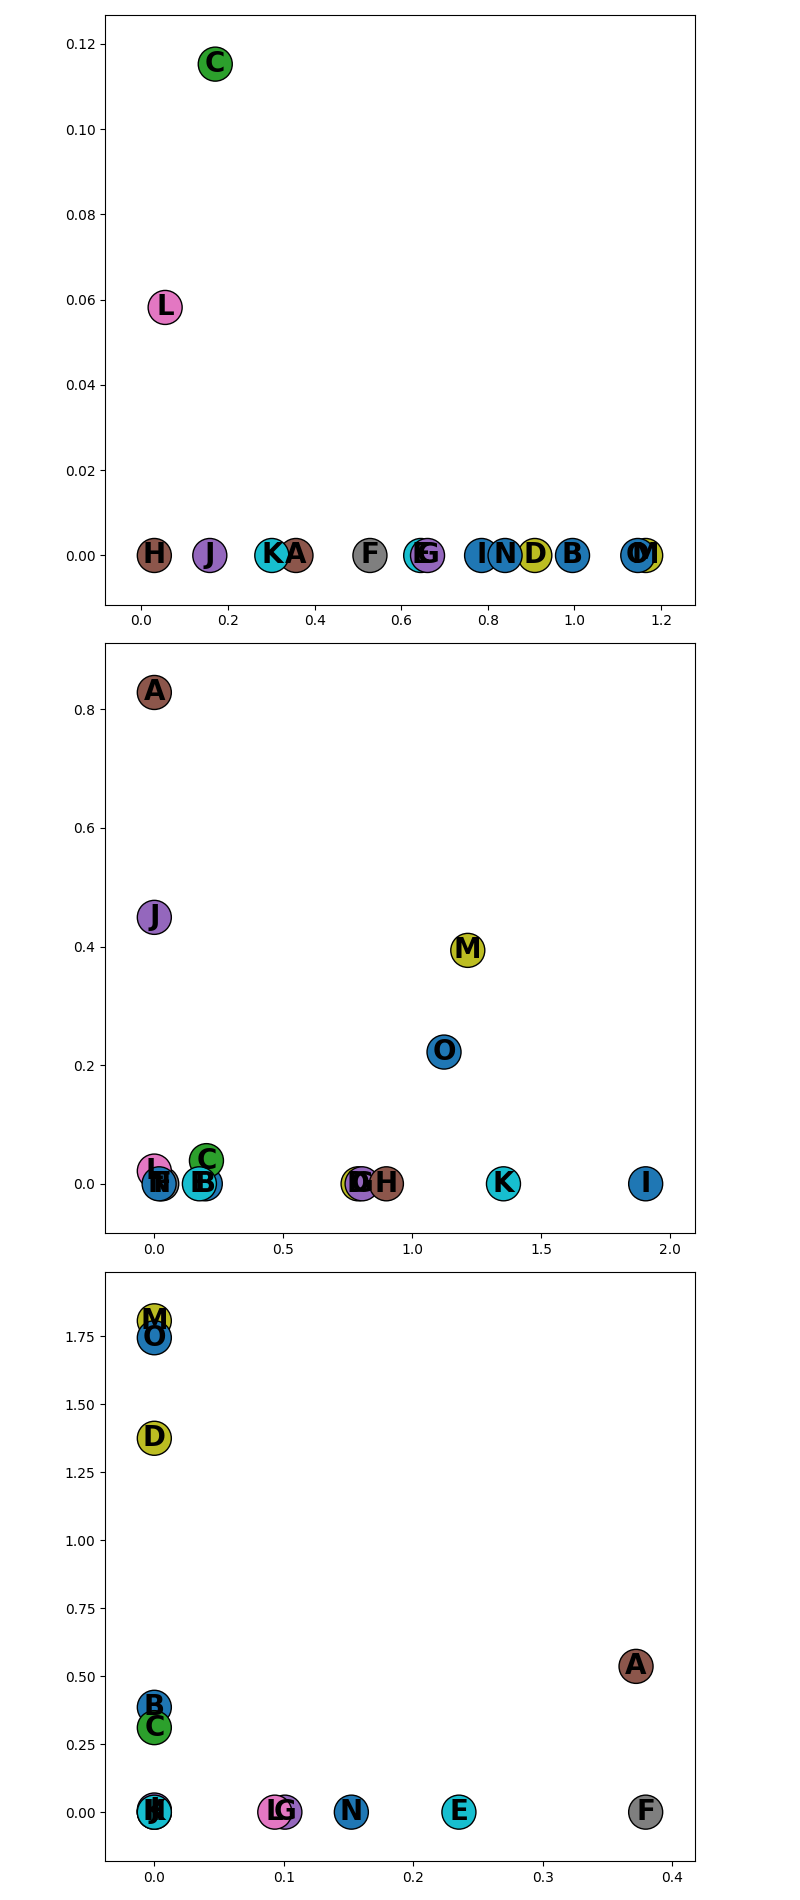 0.12
C
0.10
0.08
0.06
L
0.04
0.02
0.00
H J K A F E G I N D B O M
0.0 0.2 0.4 0.6 0.8 1.0 1.2
A
0.8
0.6
J
0.4
M
0.2
O
L C
0.0
N B D G H K I
0.0 0.5 1.0 1.5 2.0
M
1.75
O
1.50
D
1.25
1.00
0.75
A
0.50
B
C
0.25
0.00
K L G N E F
0.0 0.1 0.2 0.3 0.4